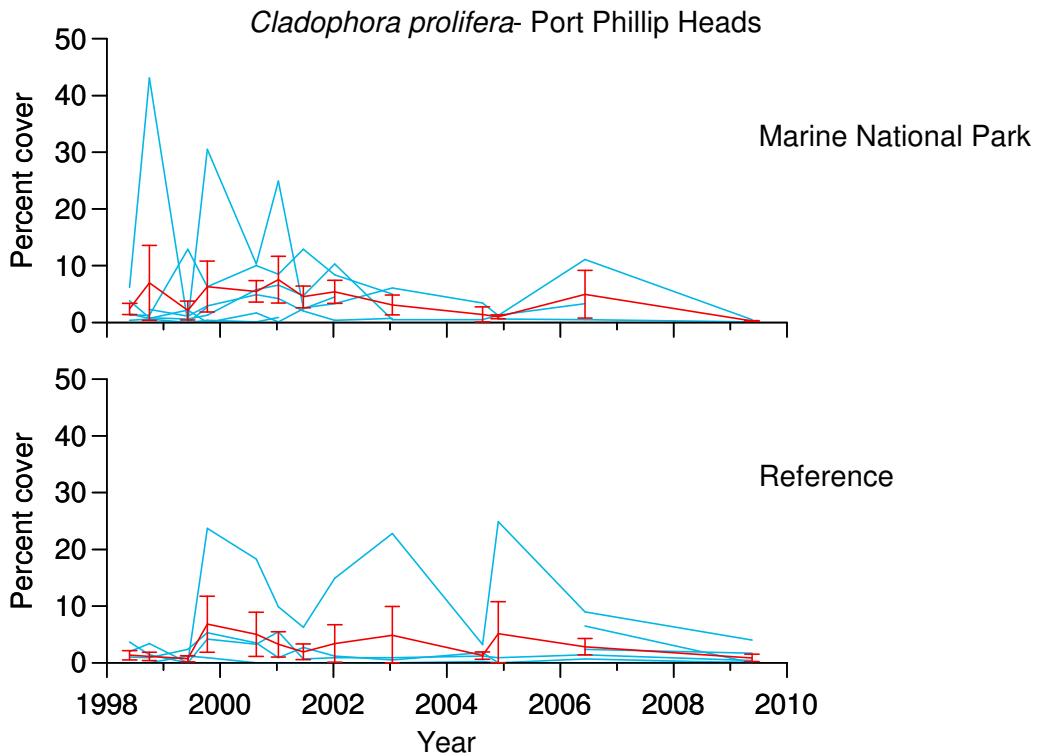 Cladophora prolifera- Port Phillip Heads
50
40
30
20
10
0
Percent cover
Marine National Park
50
40
30
20
10
0
Percent cover
Reference
1998 2000 2002 2004 2006 2008 2010
Year